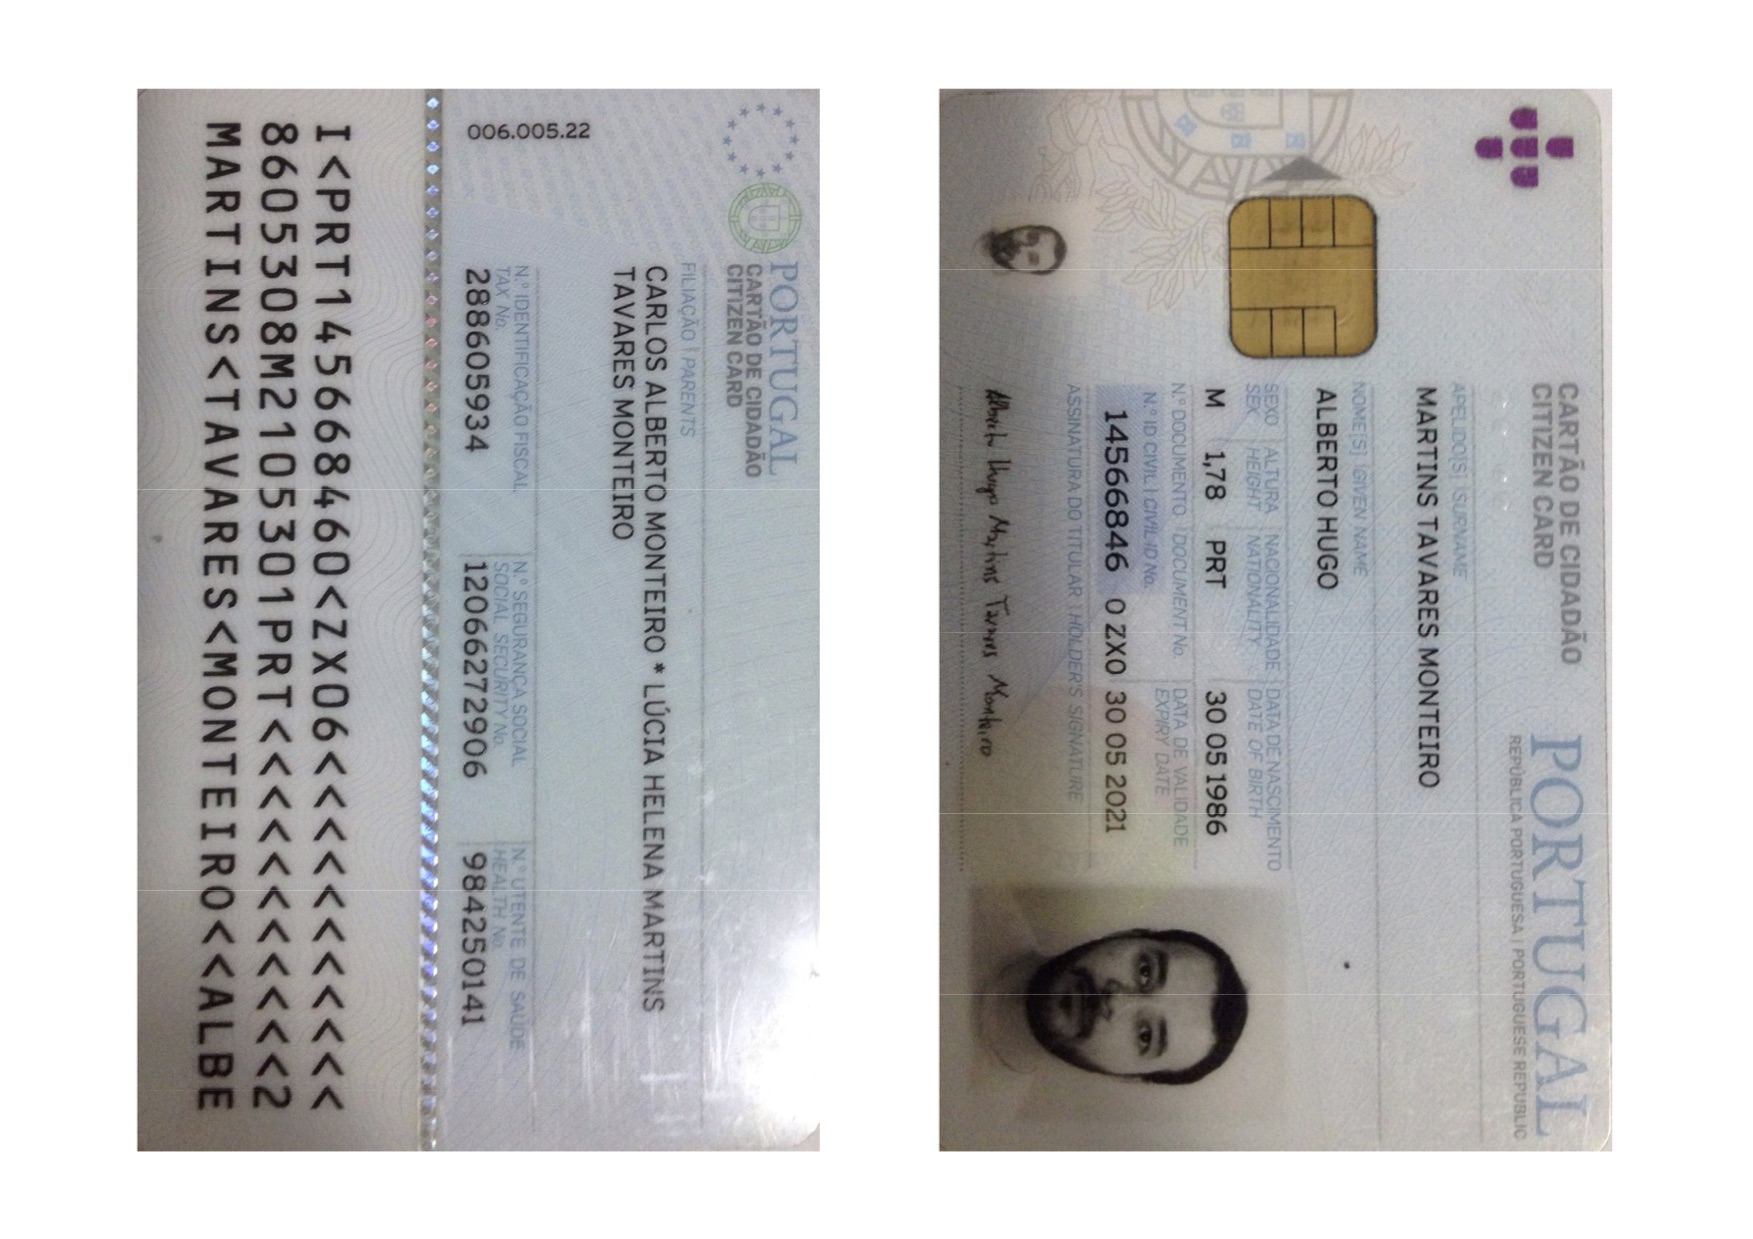 006.005.22
PORTUGAL
CARTÃO DE CIDADÃO
CITIZEN CARD
FILIAÇÃO | PARENTS
CARLOS ALBERTO MONTEIRO * LÚCIA HELENA MARTINS
TAVARES MONTEIRO
N.º IDENTIFICAÇÃO FISCAL
TAX No.
288605934
N.º SEGURANÇA SOCIAL
SOCIAL SECURITY No.
12066272906
N.º UTENTE DE SAÚDE
HEALTH No.
984250141
I<PRT145668460<ZX06<<<<<<<<<<<
8605308M2105301PRT<<<<<<<<<<<2
MARTINS<TAVARES<MONTEIRO<<ALBE
CARTÃO DE CIDADÃO
CITIZEN CARD
PORTUGAL
REPÚBLICA PORTUGUESA | PORTUGUESE REPUBLIC
APELIDO[S] | SURNAME
MARTINS TAVARES MONTEIRO
NOME[S] | GIVEN NAME
ALBERTO HUGO
SEXO ALTURA NACIONALIDADE DATA DE NASCIMENTO
SEX HEIGHT NATIONALITY DATE OF BIRTH
M 1,78 PRT 30 05 1986
N.º DOCUMENTO | DOCUMENT No. DATA DE VALIDADE
N.º ID CIVIL | CIVIL ID No. EXPIRY DATE
14566846 0 ZX0 30 05 2021
ASSINATURA DO TITULAR | HOLDER'S SIGNATURE
Alberto Hugo Martins Tavares Monteiro